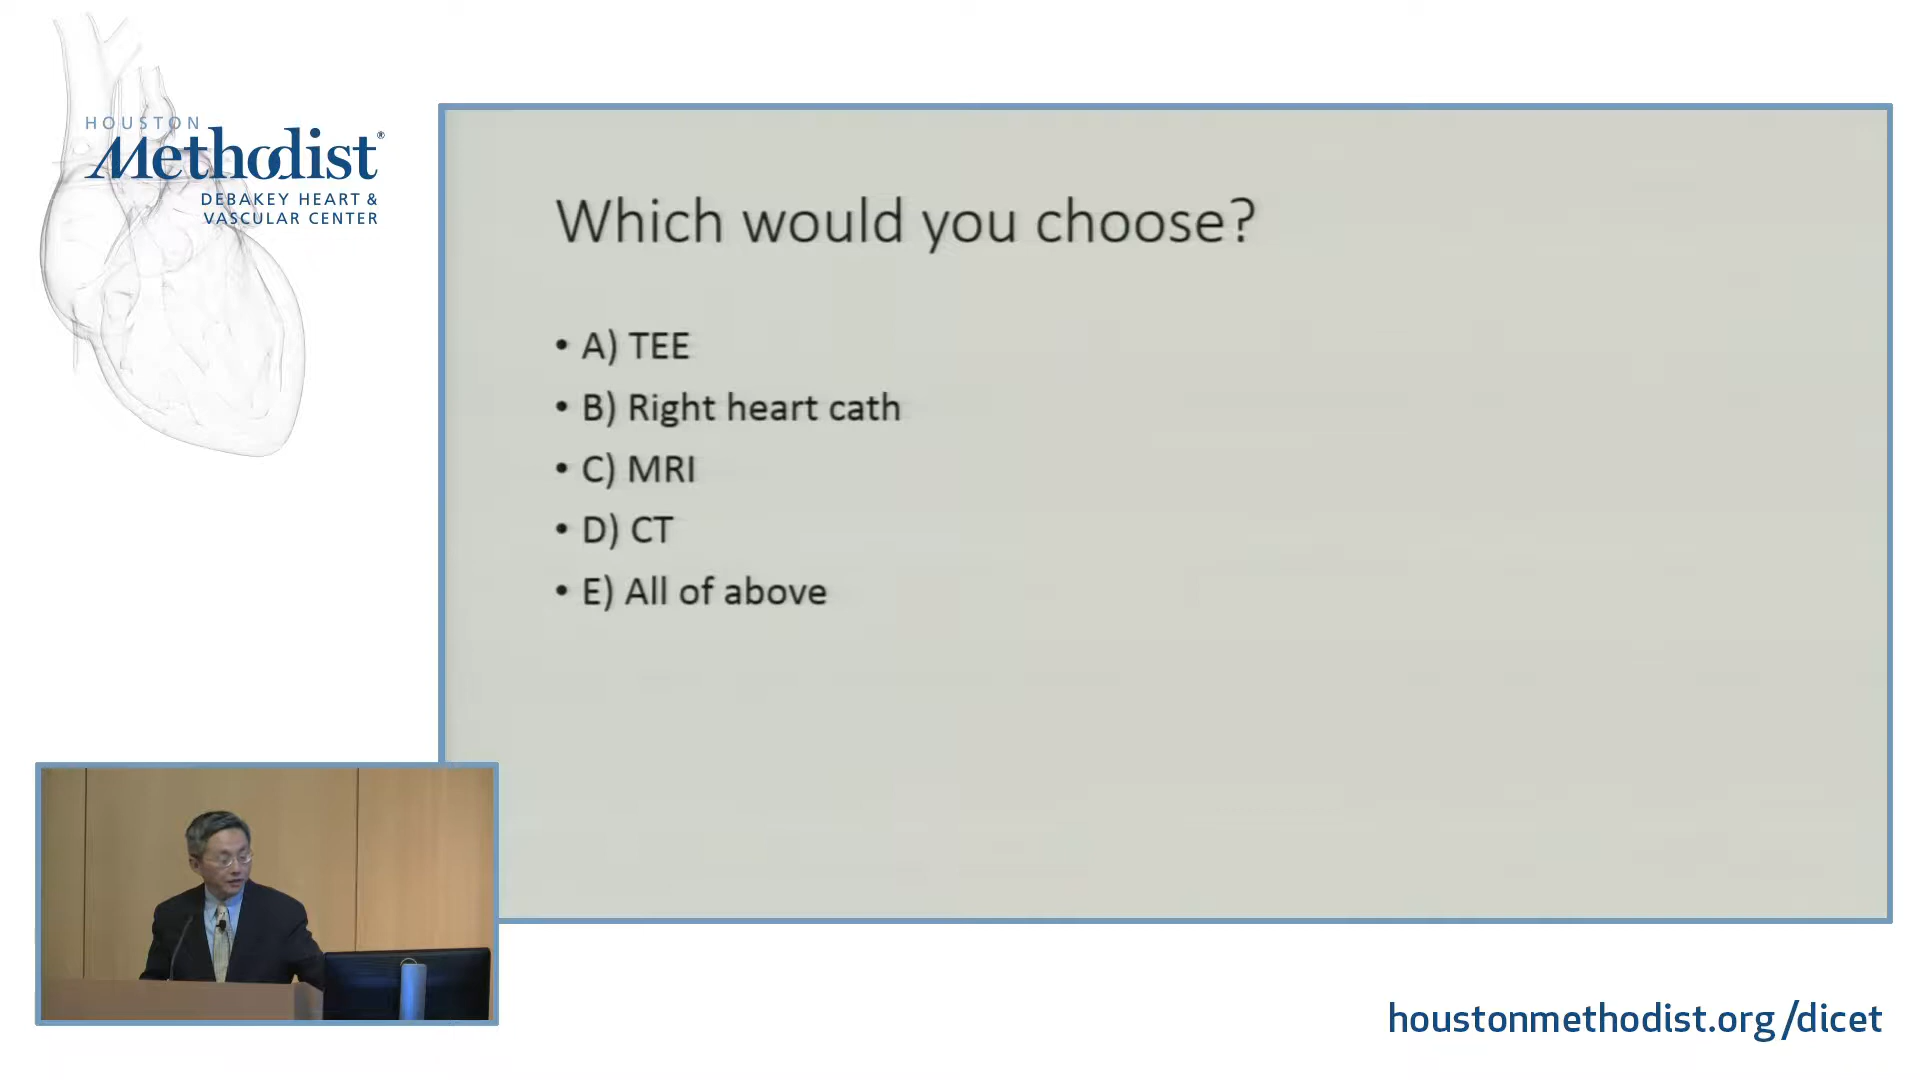 HOUSTON
Methodist®
DEBAKEY HEART &
VASCULAR CENTER
Which would you choose?
• A) TEE
• B) Right heart cath
• C) MRI
• D) CT
• E) All of above
houstonmethodist.org/dicet